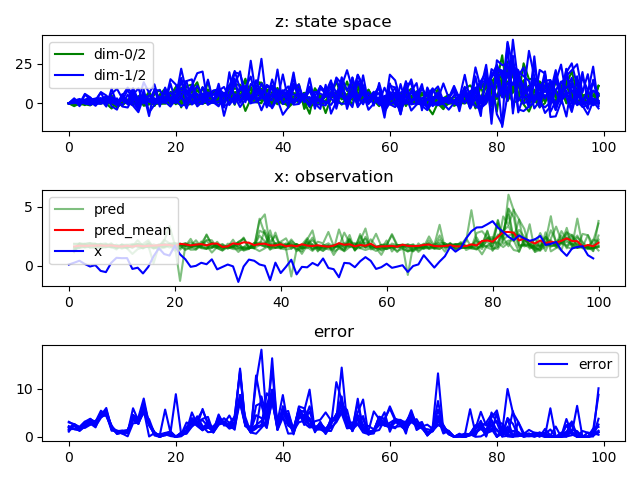 z: state space
25
0
dim-0/2
dim-1/2
0 20 40 60 80 100
x: observation
5
0
pred
pred_mean
x
0 20 40 60 80 100
error
10
0
error
0 20 40 60 80 100